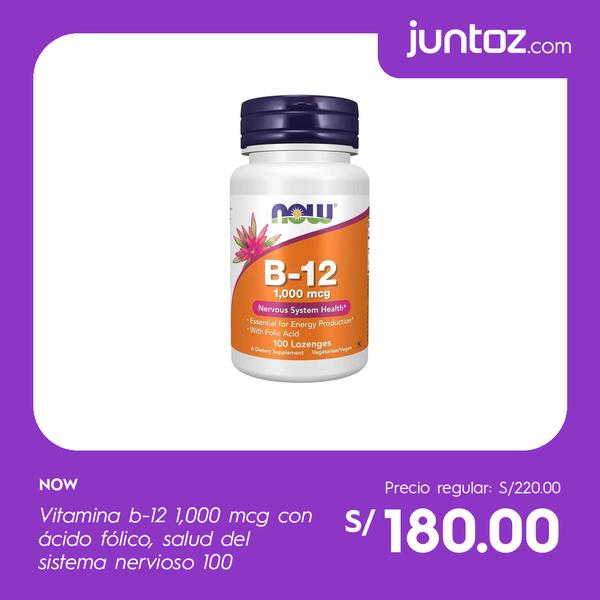 juntoz.com
NOW
B-12
1,000 mcg
Nervous System Health*
• Essential for Energy Production*
• With Folic Acid
100 Lozenges
A Dietary Supplement Vegetarian/Vegan
NOW
Vitamina b-12 1,000 mcg con
ácido fólico, salud del
sistema nervioso 100
Precio regular: S/220.00
S/180.00